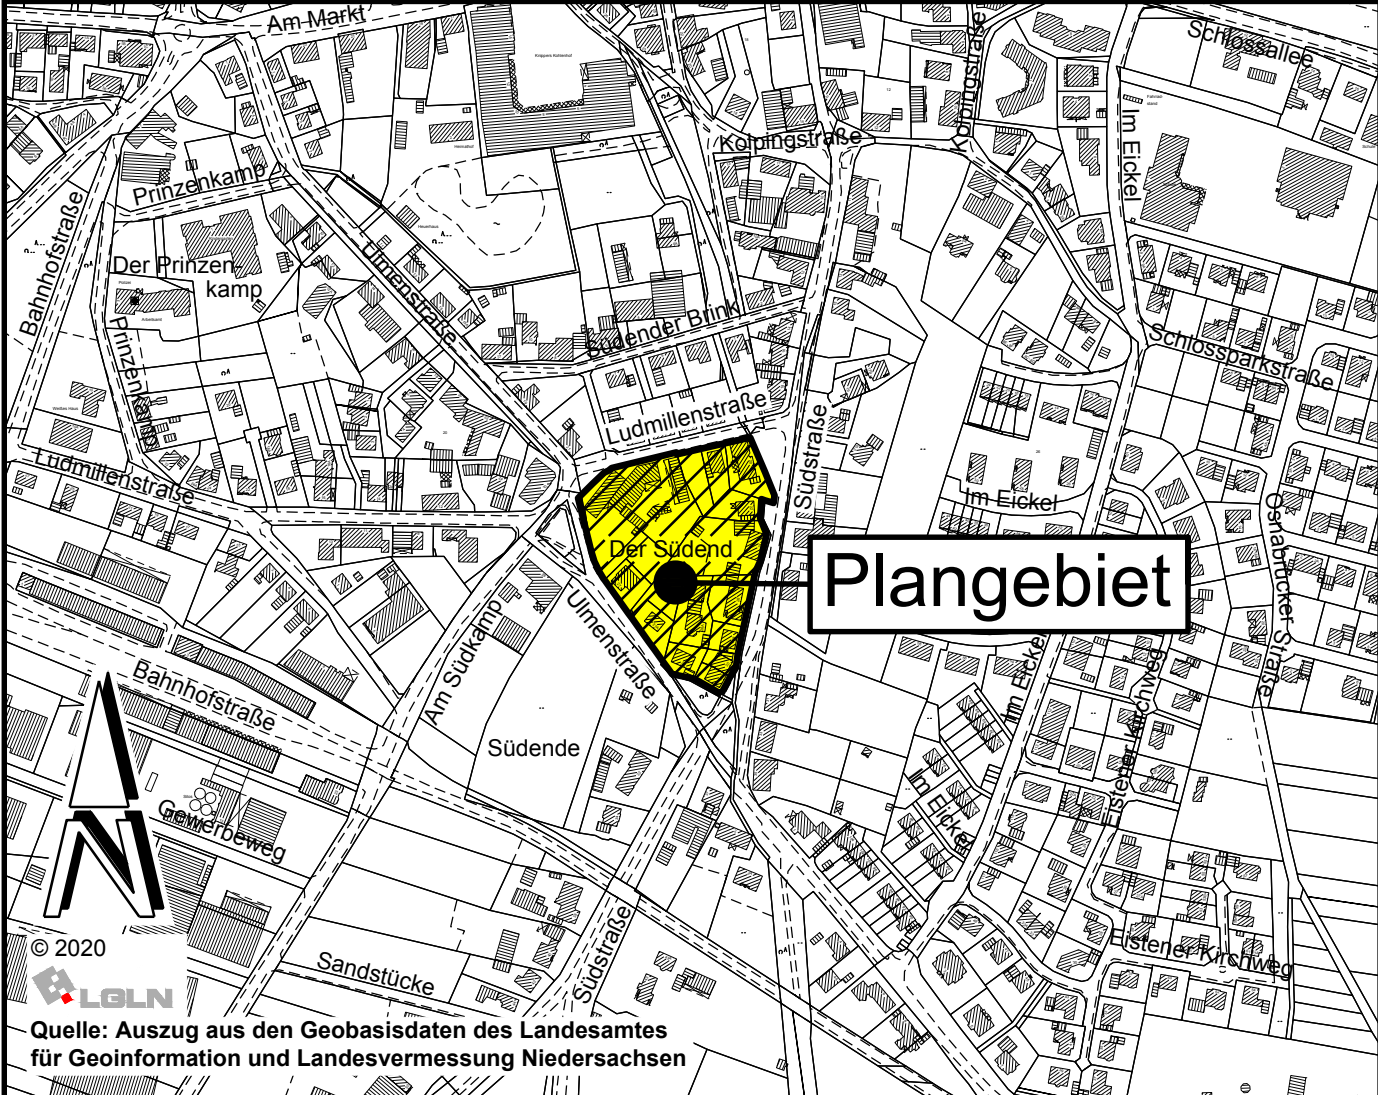 Am Markt
Schlossallee
Kolpingstraße
Kolpingstraße
Im Eickel
Prinzenkamp
Bahnhofstraße
Der Prinzen
kamp
Ulmenstraße
Prinzenkamp
Südender Brink
Schlossparkstraße
Ludmillenstraße
Südstraße
Ludmillenstraße
Im Eickel
Osnabrücker Straße
Der Südend
Plangebiet
Ulmenstraße
Am Südkamp
Bahnhofstraße
Südende
Im Eickel
Eistener Kirchweg
Im Eickel
Gewerbeweg
Südstraße
Eistener Kirchweg
Sandstücke
N
© 2020
LGLN
Quelle: Auszug aus den Geobasisdaten des Landesamtes
für Geoinformation und Landesvermessung Niedersachsen